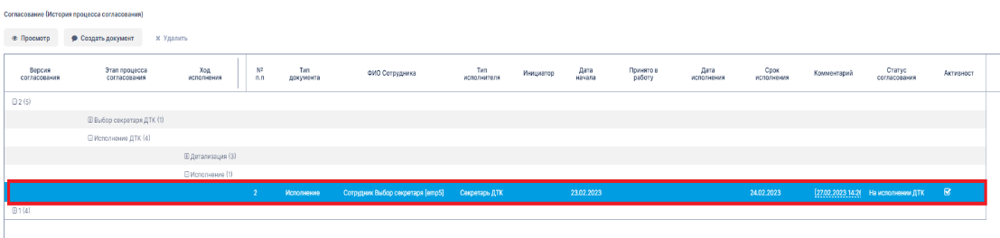 Согласование (История процесса согласования)
Просмотр Создать документ Удалить
Версия согласования Этап процесса согласования Ход исполнения № п.п Тип документа ФИО Сотрудника Тип исполнителя Инициатор Дата начала Принято в работу Дата исполнения Срок исполнения Комментарий Статус согласования Активност
2 (5)
Выбор секретаря ДТК (1)
Исполнение ДТК (4)
Детализация (3)
Исполнение (1)
2 Исполнение Сотрудник Выбор секретаря [emp5] Секретарь ДТК 23.02.2023 24.02.2023 [27.02.2023 14:26 На исполнении ДТК
1 (4)